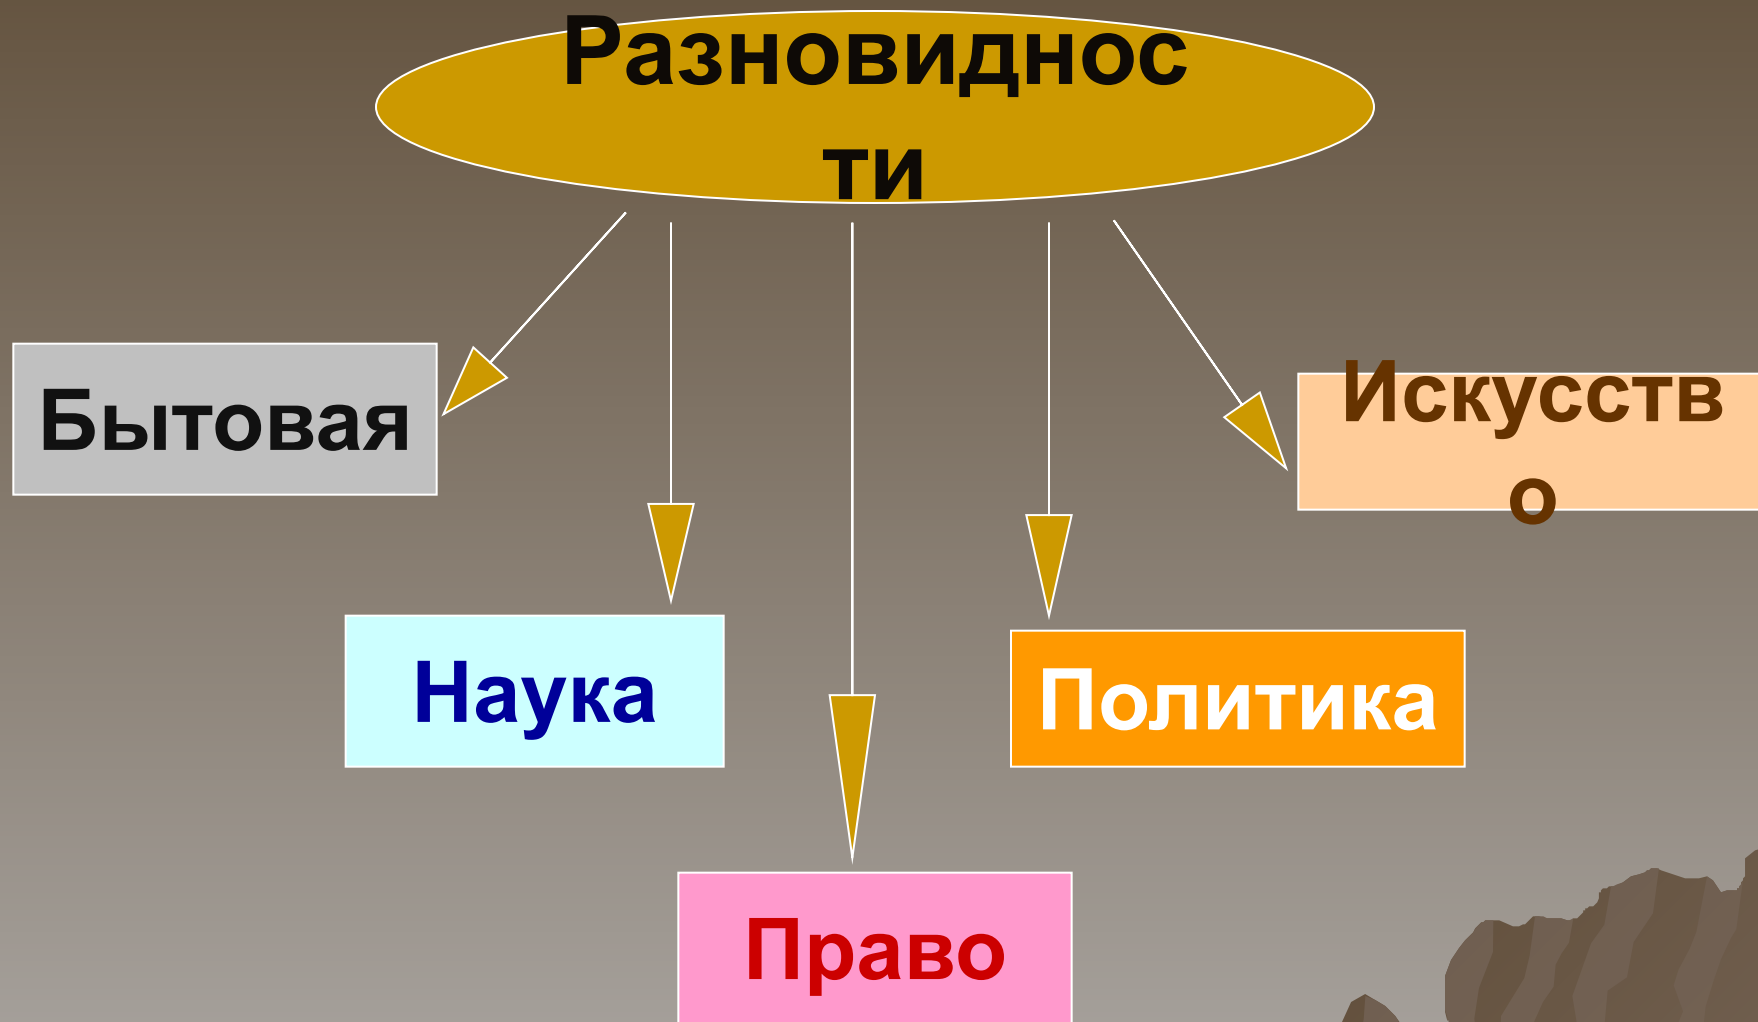 Разновиднос
ти
Бытовая
Искусств
о
Наука
Политика
Право